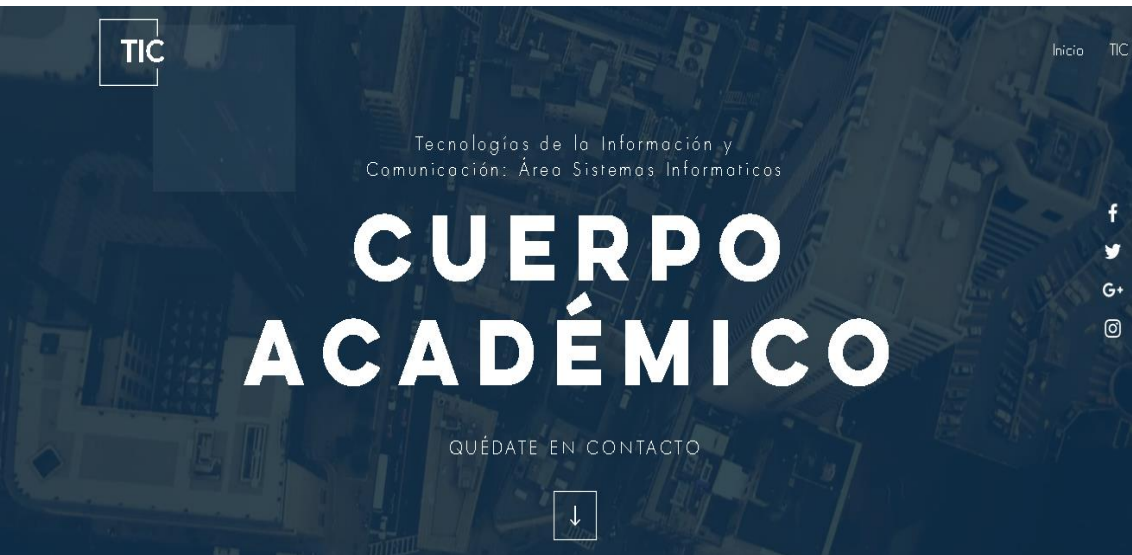 TIC
Inicio TIC
Tecnologías de la Información y
Comunicación: Área Sistemas Informaticos
CUERPO
ACADÉMICO
G+
QUÉDATE EN CONTACTO